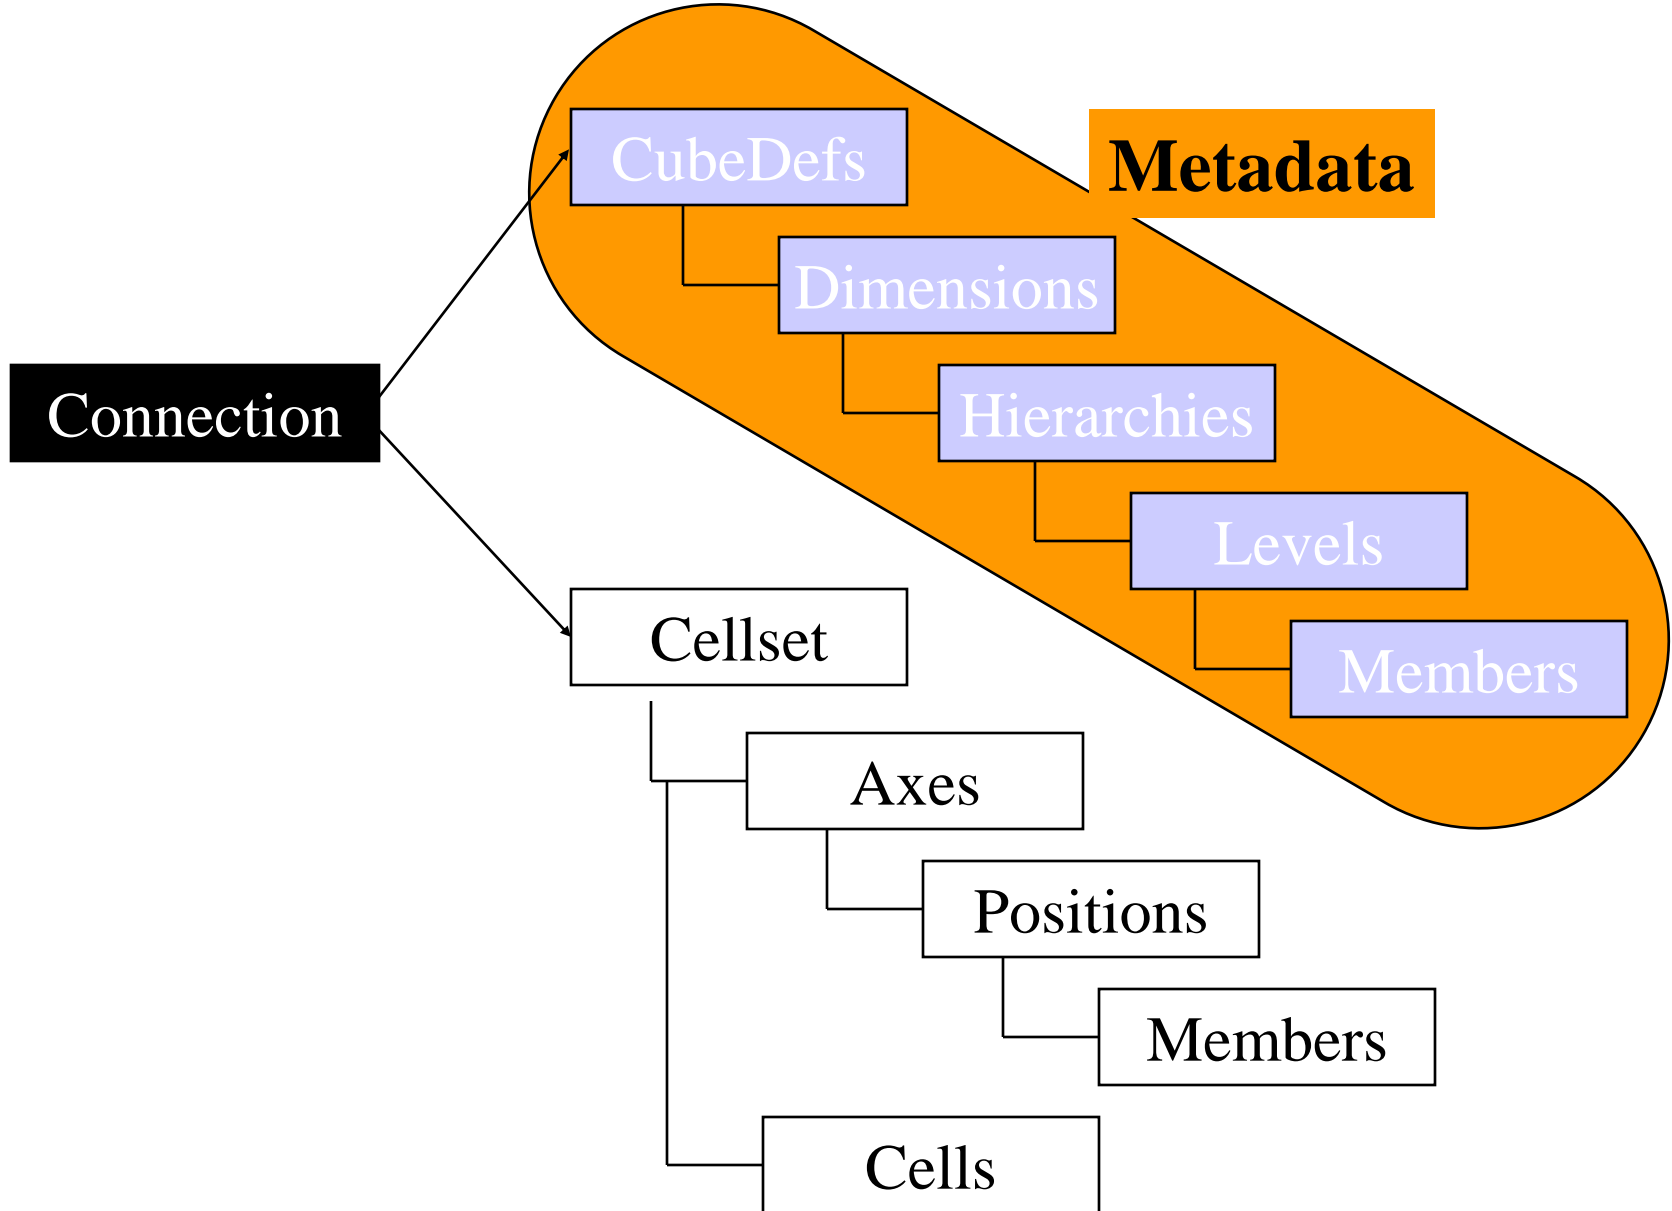 CubeDefs
Metadata
Dimensions
Connection
Hierarchies
Levels
Cellset
Members
Axes
Positions
Members
Cells